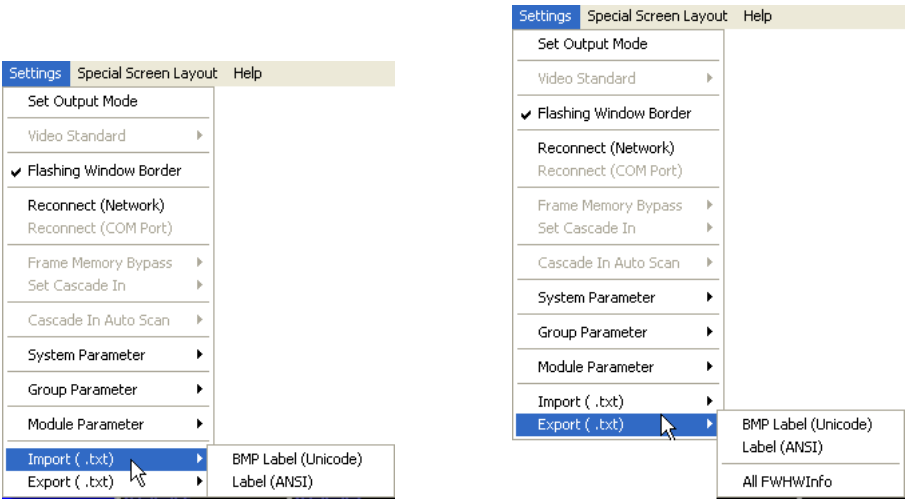 Settings Special Screen Layout Help
Set Output Mode
Video Standard
Flashing Window Border
Reconnect (Network)
Reconnect (COM Port)
Frame Memory Bypass
Set Cascade In
Cascade In Auto Scan
System Parameter
Group Parameter
Module Parameter
Import ( .txt)
Export ( .txt)
BMP Label (Unicode)
Label (ANSI)
Settings Special Screen Layout Help
Set Output Mode
Video Standard
Flashing Window Border
Reconnect (Network)
Reconnect (COM Port)
Frame Memory Bypass
Set Cascade In
Cascade In Auto Scan
System Parameter
Group Parameter
Module Parameter
Import ( .txt)
Export ( .txt)
BMP Label (Unicode)
Label (ANSI)
All FWHWInfo